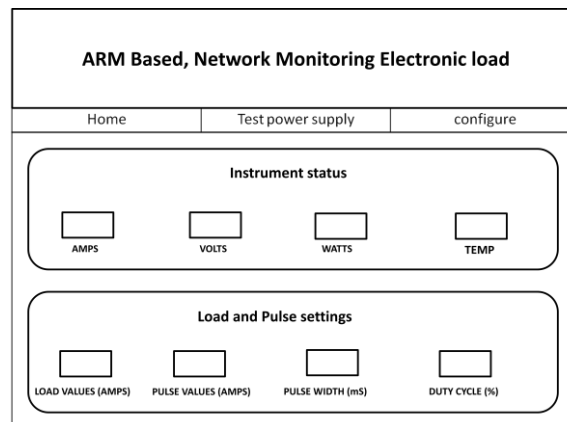 ARM Based, Network Monitoring Electronic load
Home Test power supply configure
Instrument status
AMPS VOLTS WATTS TEMP
Load and Pulse settings
LOAD VALUES (AMPS) PULSE VALUES (AMPS) PULSE WIDTH (mS) DUTY CYCLE (%)